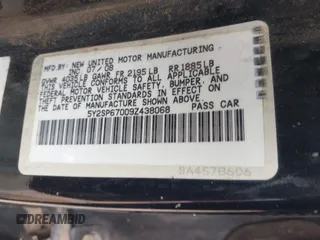 MFD.BY: NEW UNITED MOTOR MANUFACTURING
INC 07 / 08
GVWR 4035LB GAWR FR 2195LB RR 1885LB
THIS VEHICLE CONFORMS TO ALL APPLICABLE
FEDERAL MOTOR VEHICLE SAFETY, BUMPER, AND
THEFT PREVENTION STANDARDS IN EFFECT ON
THE DATE OF MANUFACTURE SHOWN ABOVE.
5Y2SP67009Z438068 PASS CAR
9A457B606
DREAMBID